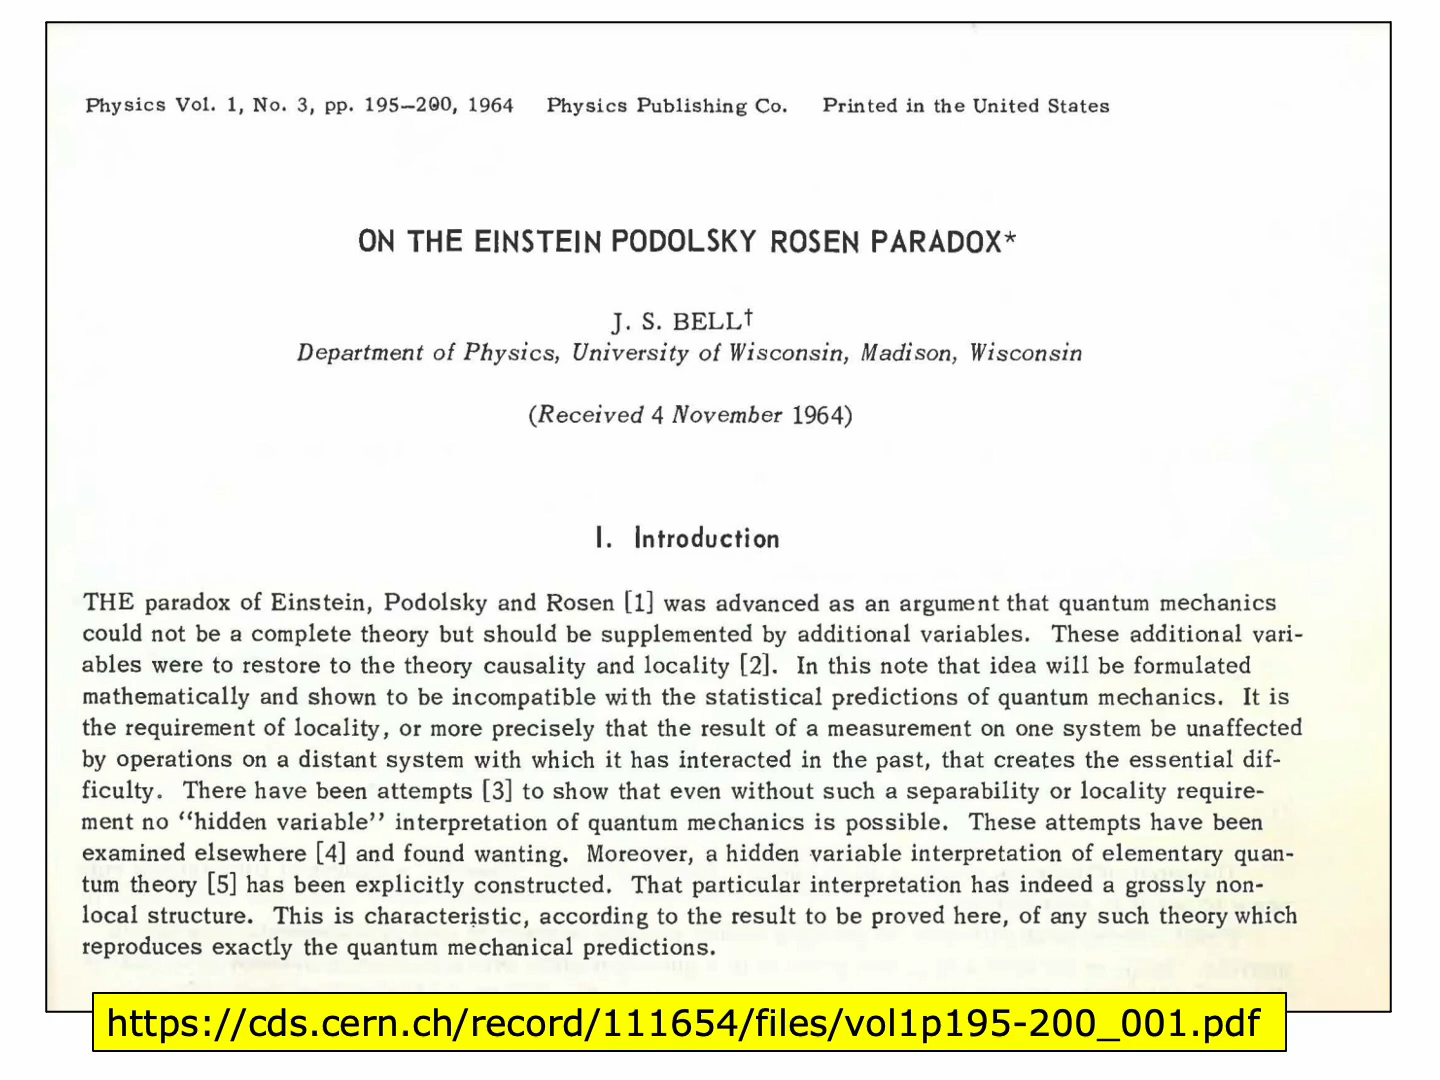 Physics Vol. 1, No. 3, pp. 195–200, 1964 Physics Publishing Co. Printed in the United States
ON THE EINSTEIN PODOLSKY ROSEN PARADOX*
J. S. BELL†
Department of Physics, University of Wisconsin, Madison, Wisconsin
(Received 4 November 1964)
I. Introduction
THE paradox of Einstein, Podolsky and Rosen [1] was advanced as an argument that quantum mechanics
could not be a complete theory but should be supplemented by additional variables. These additional vari-
ables were to restore to the theory causality and locality [2]. In this note that idea will be formulated
mathematically and shown to be incompatible with the statistical predictions of quantum mechanics. It is
the requirement of locality, or more precisely that the result of a measurement on one system be unaffected
by operations on a distant system with which it has interacted in the past, that creates the essential dif-
ficulty. There have been attempts [3] to show that even without such a separability or locality require-
ment no “hidden variable” interpretation of quantum mechanics is possible. These attempts have been
examined elsewhere [4] and found wanting. Moreover, a hidden variable interpretation of elementary quan-
tum theory [5] has been explicitly constructed. That particular interpretation has indeed a grossly non-
local structure. This is characteristic, according to the result to be proved here, of any such theory which
reproduces exactly the quantum mechanical predictions.
https://cds.cern.ch/record/111654/files/vol1p195-200_001.pdf